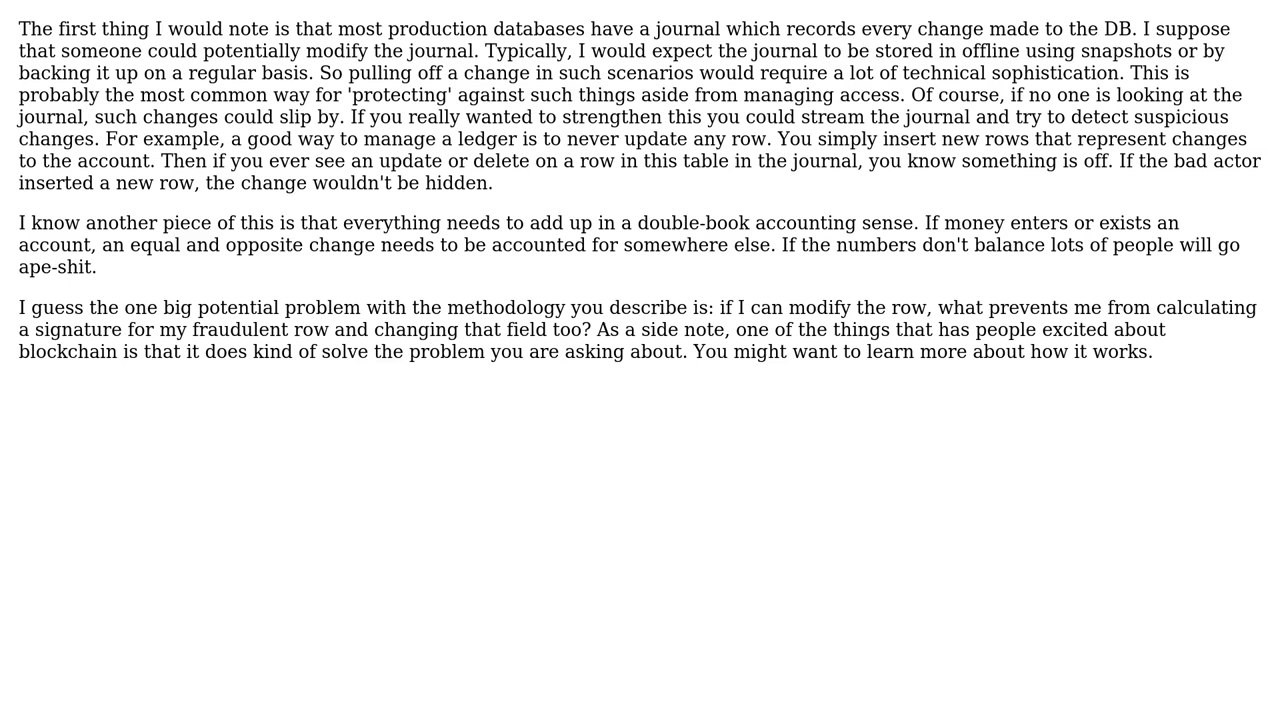 The first thing I would note is that most production databases have a journal which records every change made to the DB. I suppose
that someone could potentially modify the journal. Typically, I would expect the journal to be stored in offline using snapshots or by
backing it up on a regular basis. So pulling off a change in such scenarios would require a lot of technical sophistication. This is
probably the most common way for 'protecting' against such things aside from managing access. Of course, if no one is looking at the
journal, such changes could slip by. If you really wanted to strengthen this you could stream the journal and try to detect suspicious
changes. For example, a good way to manage a ledger is to never update any row. You simply insert new rows that represent changes
to the account. Then if you ever see an update or delete on a row in this table in the journal, you know something is off. If the bad actor
inserted a new row, the change wouldn't be hidden.
I know another piece of this is that everything needs to add up in a double-book accounting sense. If money enters or exists an
account, an equal and opposite change needs to be accounted for somewhere else. If the numbers don't balance lots of people will go
ape-shit.
I guess the one big potential problem with the methodology you describe is: if I can modify the row, what prevents me from calculating
a signature for my fraudulent row and changing that field too? As a side note, one of the things that has people excited about
blockchain is that it does kind of solve the problem you are asking about. You might want to learn more about how it works.